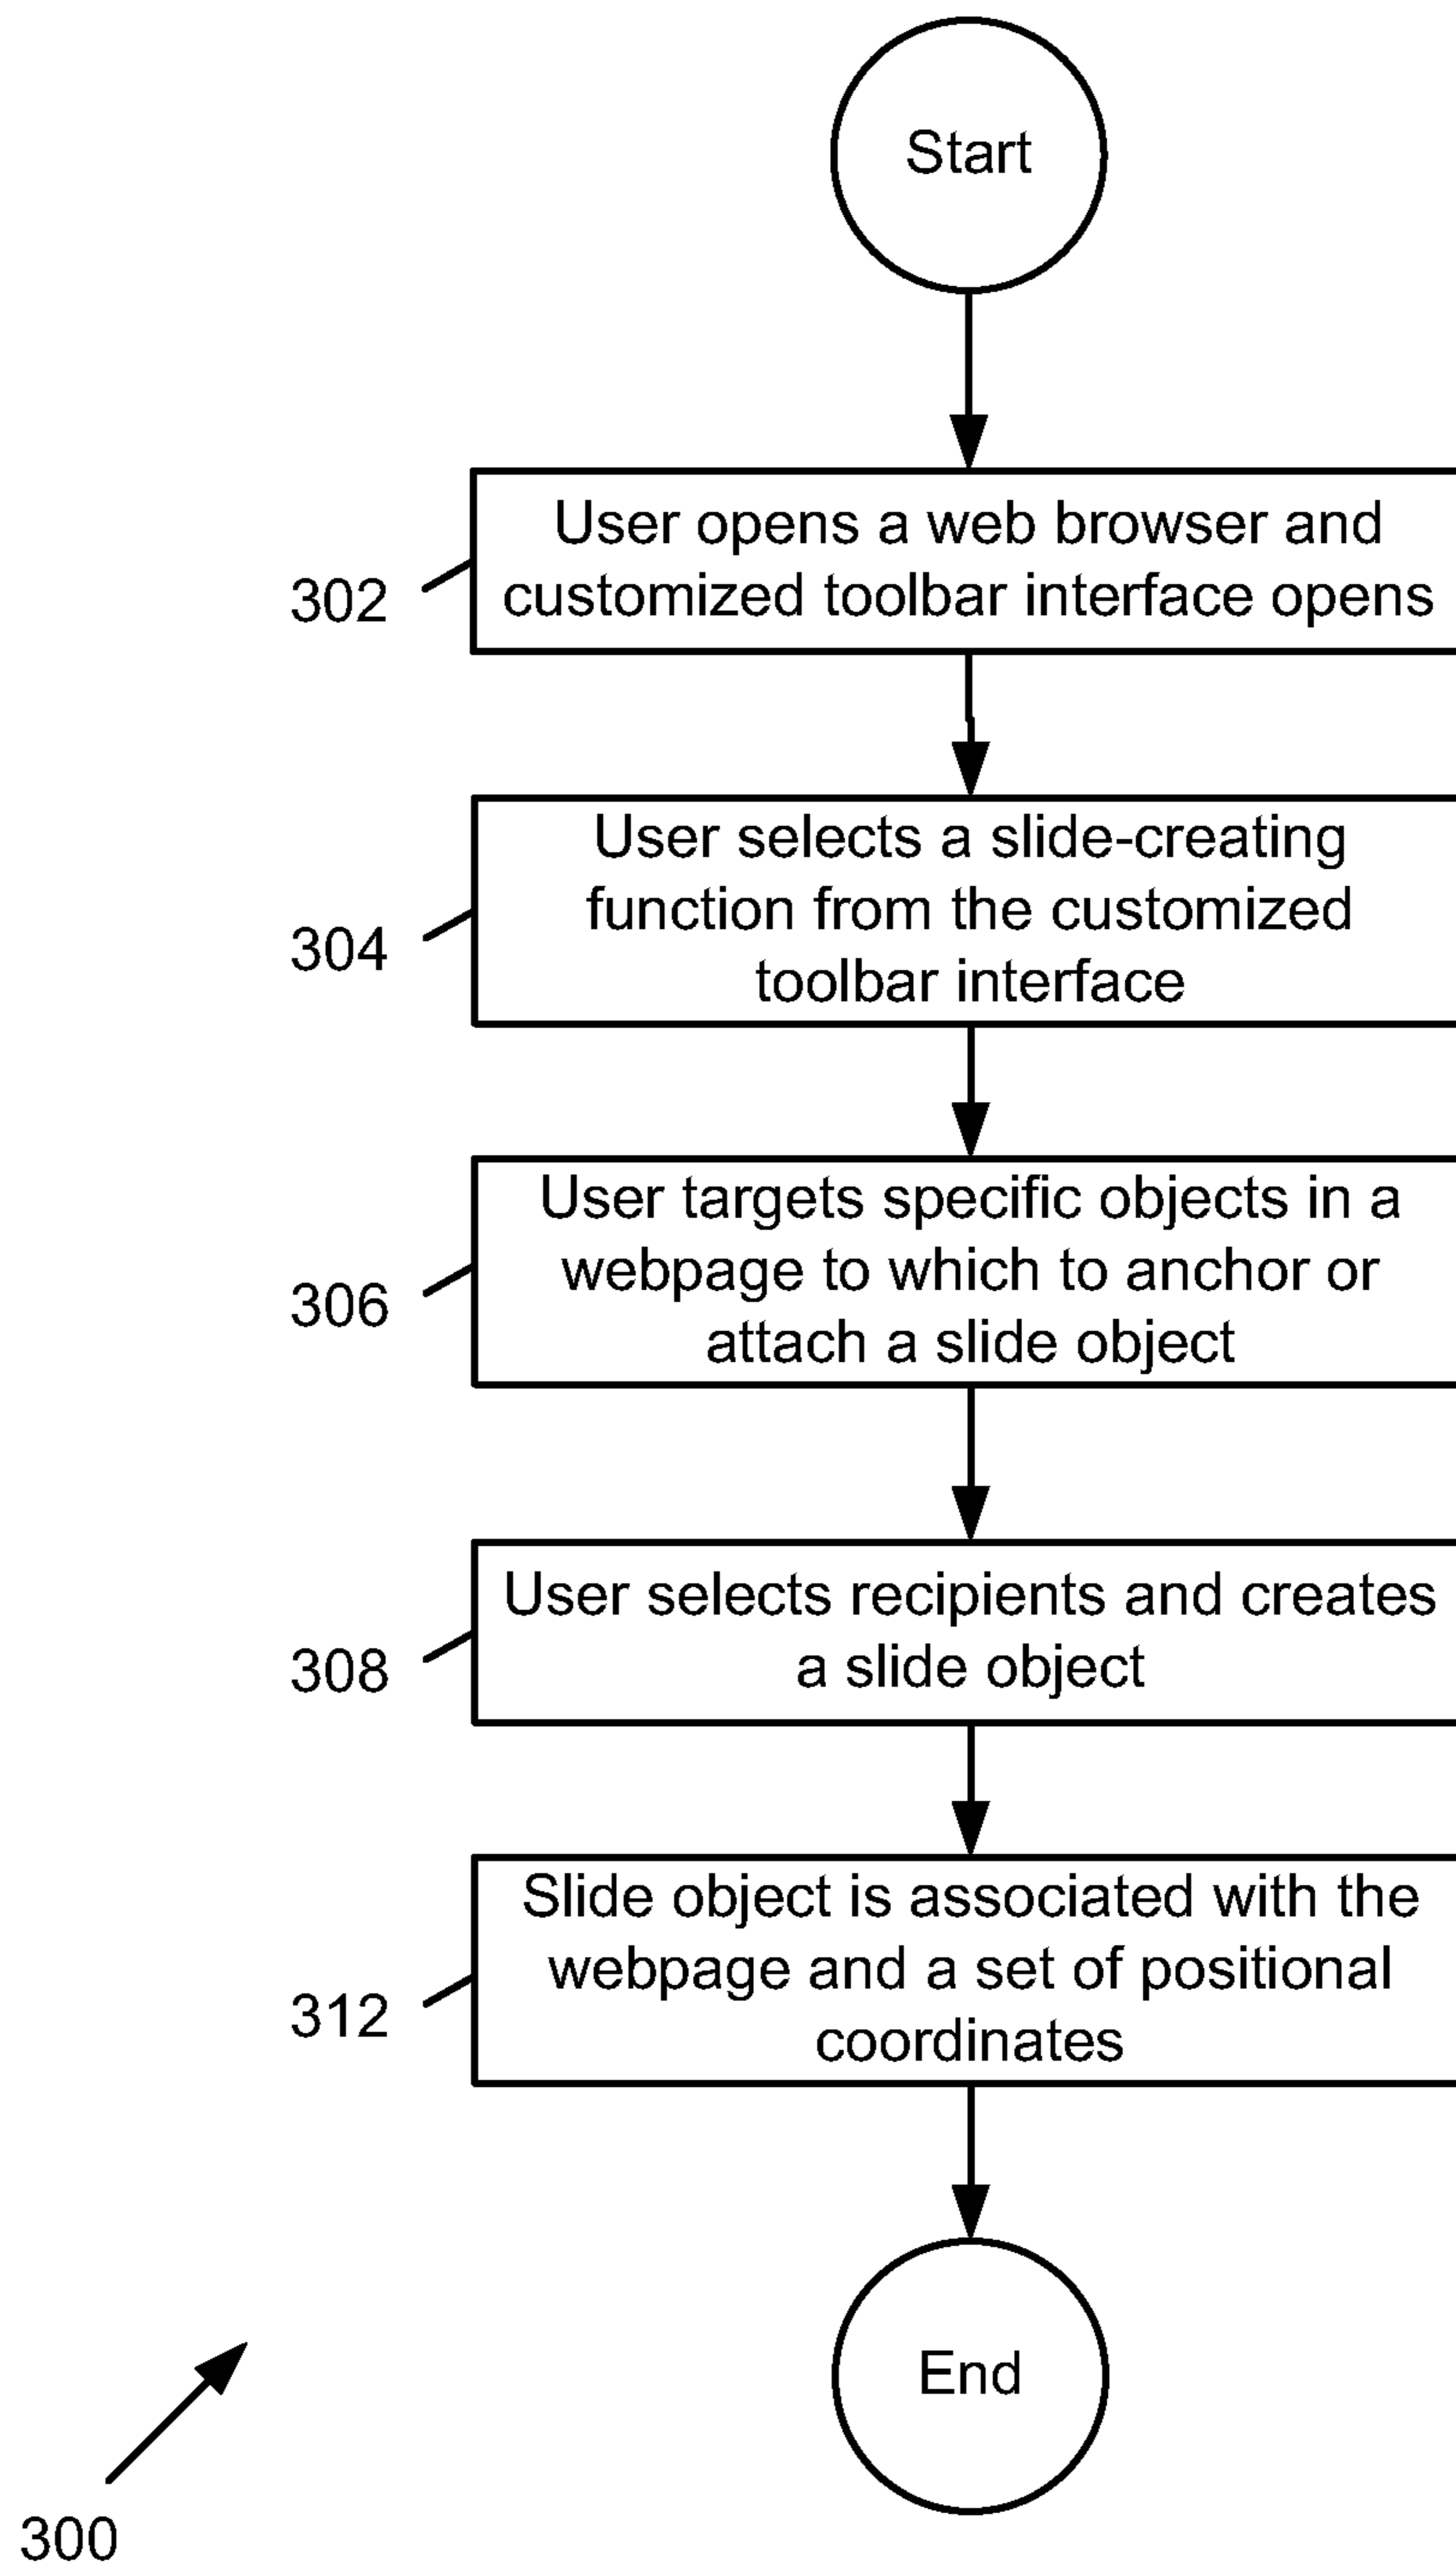 Start
User opens a web browser and
customized toolbar interface opens
302
User selects a slide-creating
function from the customized
toolbar interface
304
User targets specific objects in a
webpage to which to anchor or
attach a slide object
306
User selects recipients and creates
a slide object
308
Slide object is associated with the
webpage and a set of positional
coordinates
312
End
300